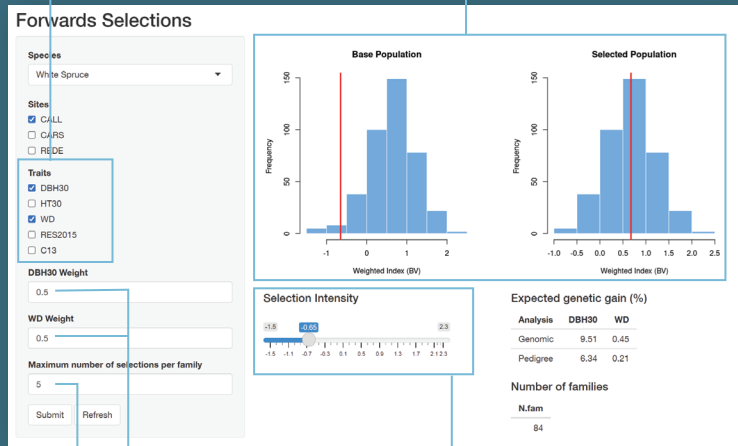 Forwards Selections
Species
White Spruce
Sites
CALL
CARS
REDE
Traits
DBH30
HT30
WD
RES2015
C13
DBH30 Weight
0.5
WD Weight
0.5
Maximum number of selections per family
5
Submit Refresh
Base Population
Frequency
150
100
50
0
-1 0 1 2
Weighted Index (BV)
Selected Population
Frequency
150
100
50
0
-1.0 -0.5 0.0 0.5 1.0 1.5 2.0 2.5
Weighted Index (BV)
Selection Intensity
-1.5 -0.65 2.3
-1.5 -1.1 -0.7 -0.3 0.1 0.5 0.9 1.3 1.7 2.1 2.3
Expected genetic gain (%)
Analysis DBH30 WD
Genomic 9.51 0.45
Pedigree 6.34 0.21
Number of families
N.fam
84